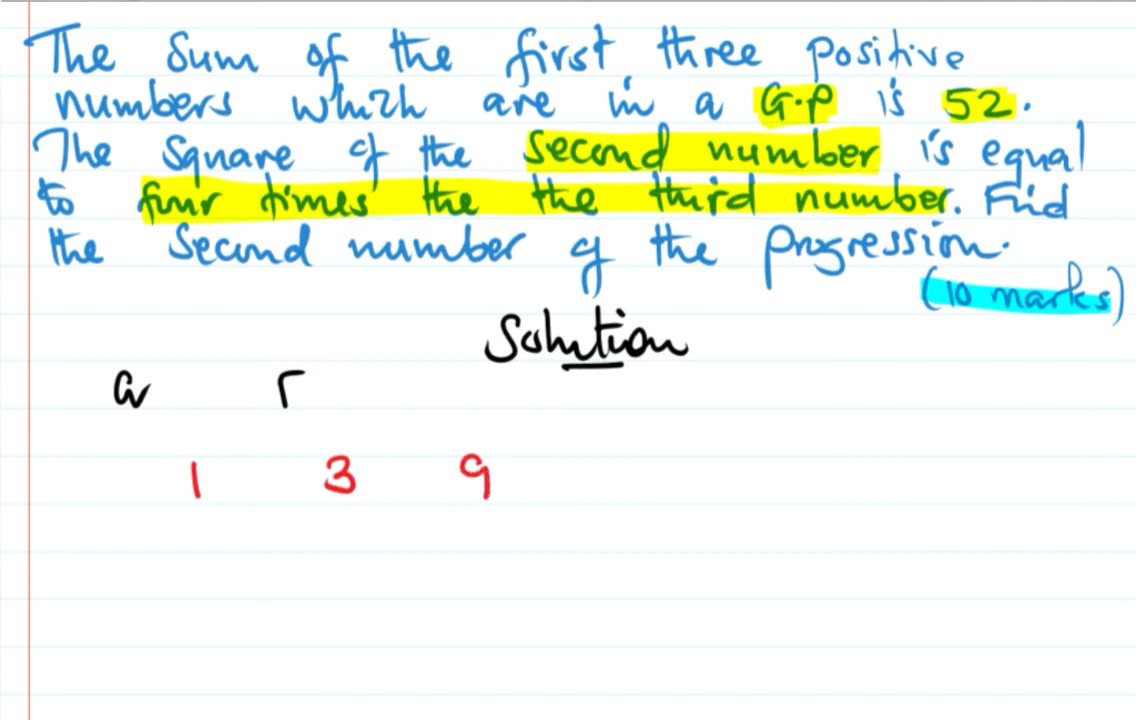 The Sum of the first three positive
numbers which are in a G.P is 52.
The Square of the second number is equal
to four times the the third number. Find
the second number of the progression.
(10 marks)
Solution
a r
1 3 9